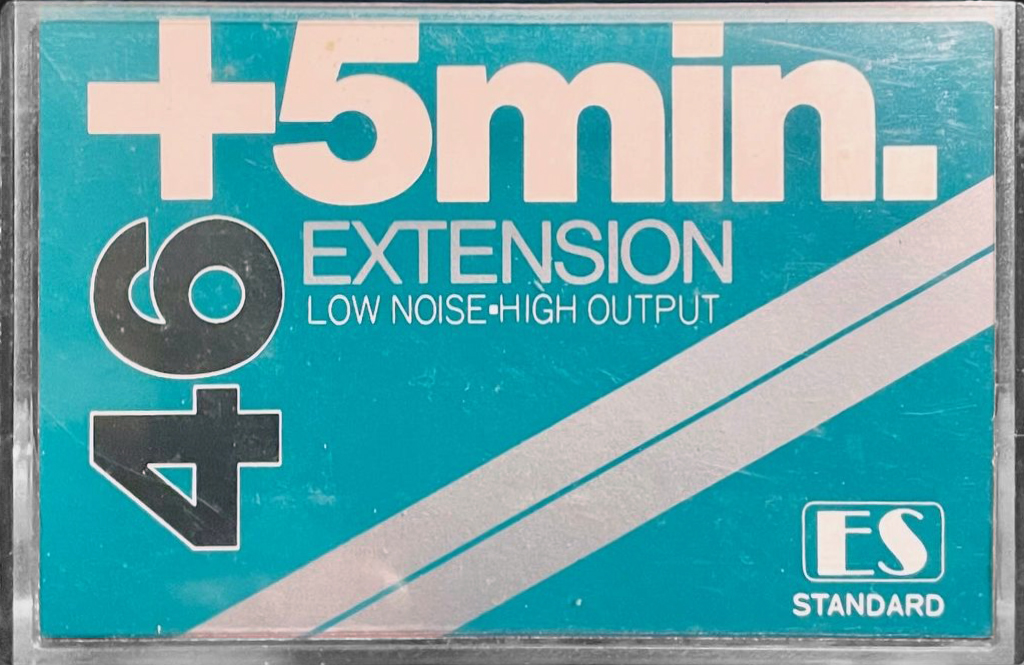 +5min.
46
EXTENSION
LOW NOISE•HIGH OUTPUT
ES
STANDARD